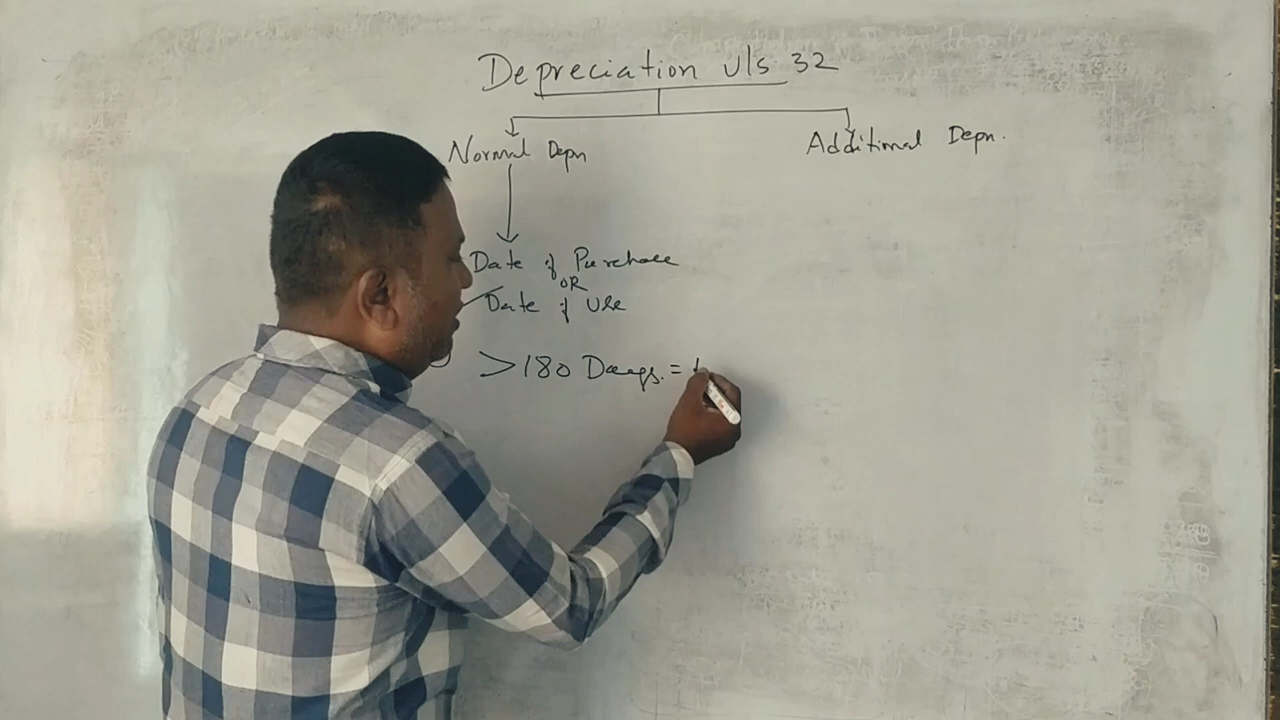 Depreciation u/s 32
Normal Depn
Additional Depn.
Date of Purchase
OR
Date of Use
>180 Days. =